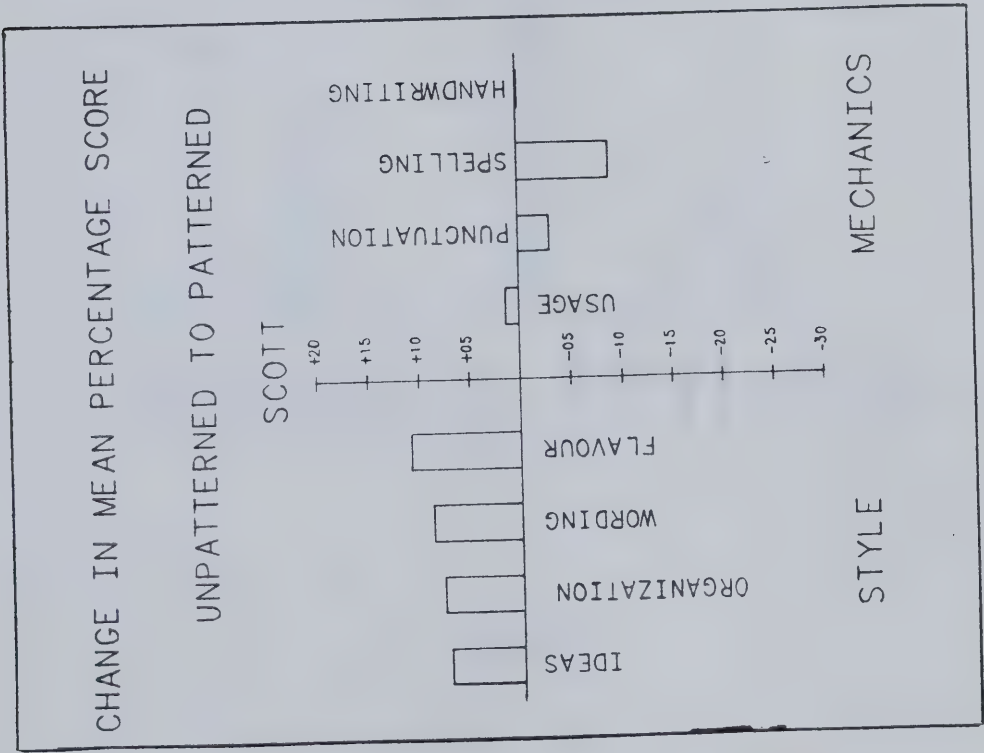 CHANGE IN MEAN PERCENTAGE SCORE
UNPATTERNED TO PATTERNED
SCOTT
+20
+15
+10
+05
-05
-10
-15
-20
-25
-30
IDEAS
ORGANIZATION
WORDING
FLAVOUR
USAGE
PUNCTUATION
SPELLING
HANDWRITING
STYLE
MECHANICS